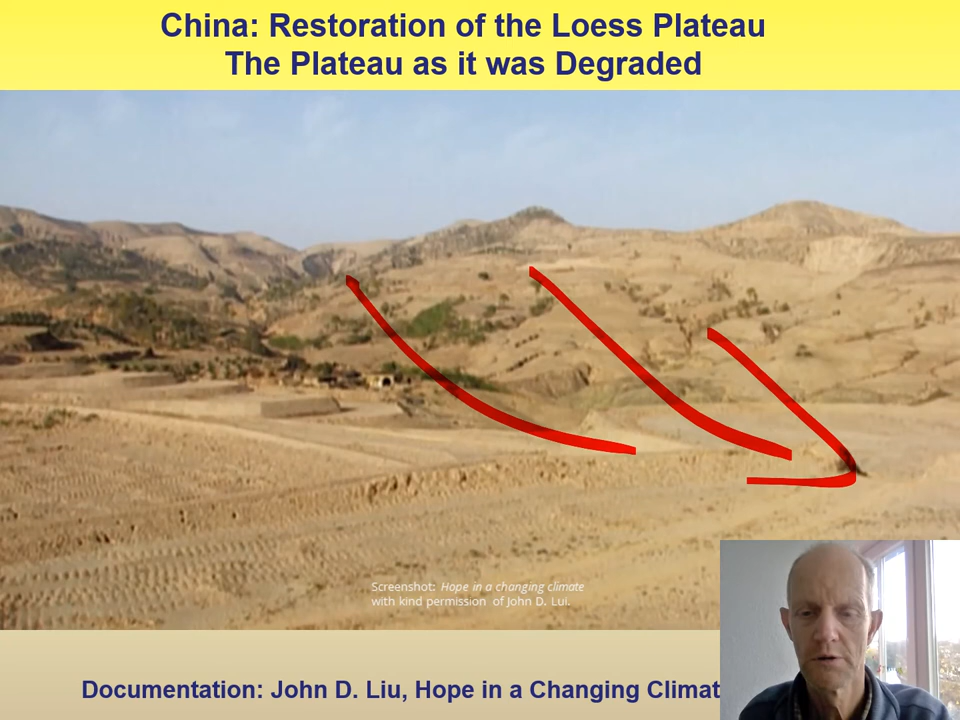 China: Restoration of the Loess Plateau
The Plateau as it was Degraded
Screenshot: Hope in a changing climate
with kind permission of John D. Lui.
Documentation: John D. Liu, Hope in a Changing Climat